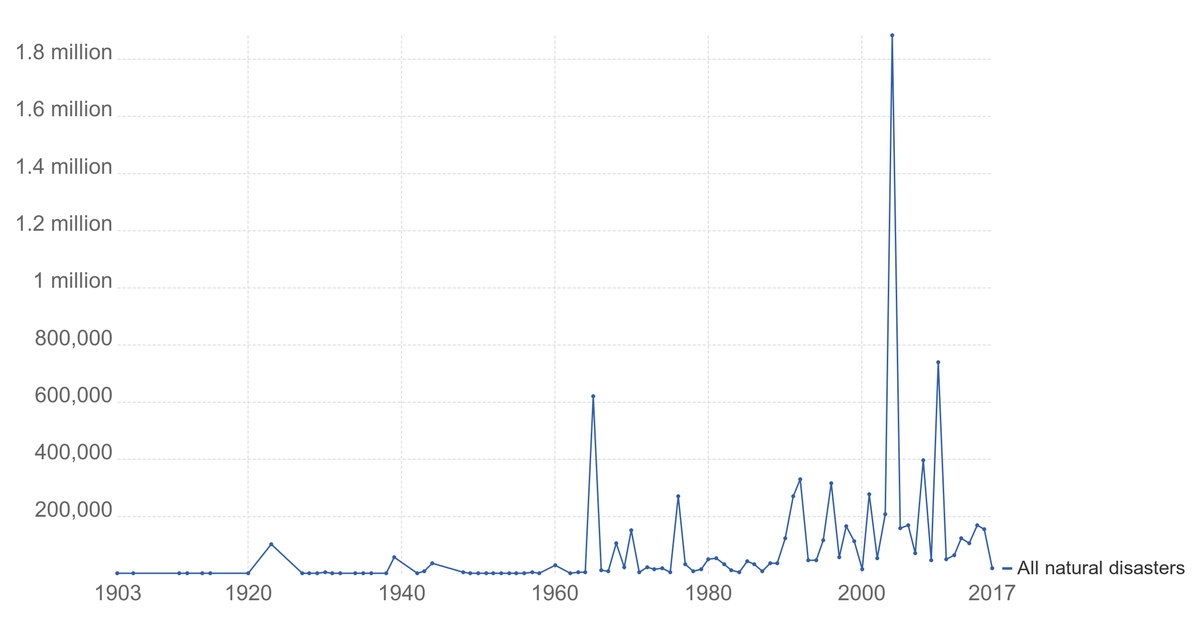 1.8 million
1.6 million
1.4 million
1.2 million
1 million
800,000
600,000
400,000
200,000
All natural disasters
1903 1920 1940 1960 1980 2000 2017